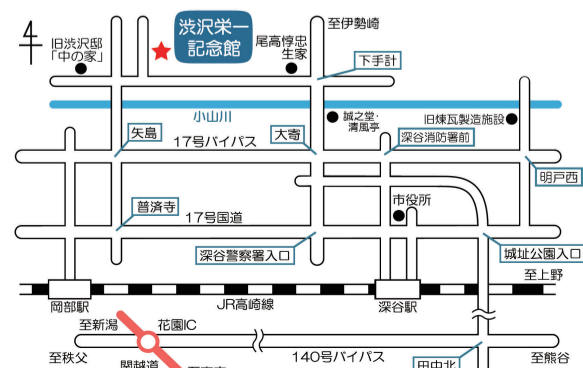 至伊勢崎
渋沢栄一
記念館
旧渋沢邸
「中の家」
尾高惇忠
生家
下手計
小山川
誠之堂・
清風亭
旧煉瓦製造施設
矢島
17号バイパス
大寄
深谷消防署前
明戸西
普済寺
17号国道
市役所
深谷警察署入口
城址公園入口
至上野
岡部駅
JR高崎線
深谷駅
至新潟
花園IC
至秩父
140号バイパス
田中北
至熊谷
関越道